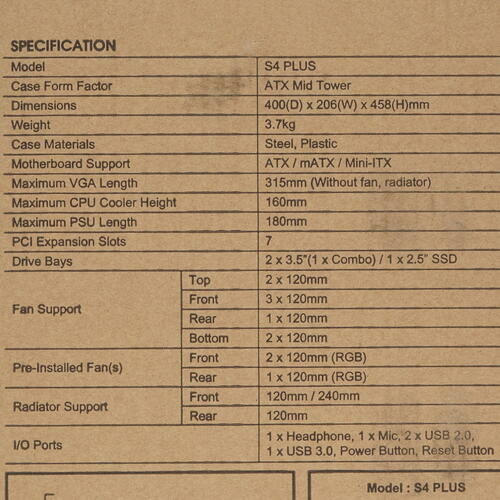 SPECIFICATION
Model S4 PLUS
Case Form Factor ATX Mid Tower
Dimensions 400(D) x 206(W) x 458(H)mm
Weight 3.7kg
Case Materials Steel, Plastic
Motherboard Support ATX / mATX / Mini-ITX
Maximum VGA Length 315mm (Without fan, radiator)
Maximum CPU Cooler Height 160mm
Maximum PSU Length 180mm
PCI Expansion Slots 7
Drive Bays 2 x 3.5"(1 x Combo) / 1 x 2.5" SSD
Fan Support Top 2 x 120mm
Front 3 x 120mm
Rear 1 x 120mm
Bottom 2 x 120mm
Pre-Installed Fan(s) Front 2 x 120mm (RGB)
Rear 1 x 120mm (RGB)
Radiator Support Front 120mm / 240mm
Rear 120mm
I/O Ports 1 x Headphone, 1 x Mic, 2 x USB 2.0,
1 x USB 3.0, Power Button, Reset Button
Model : S4 PLUS